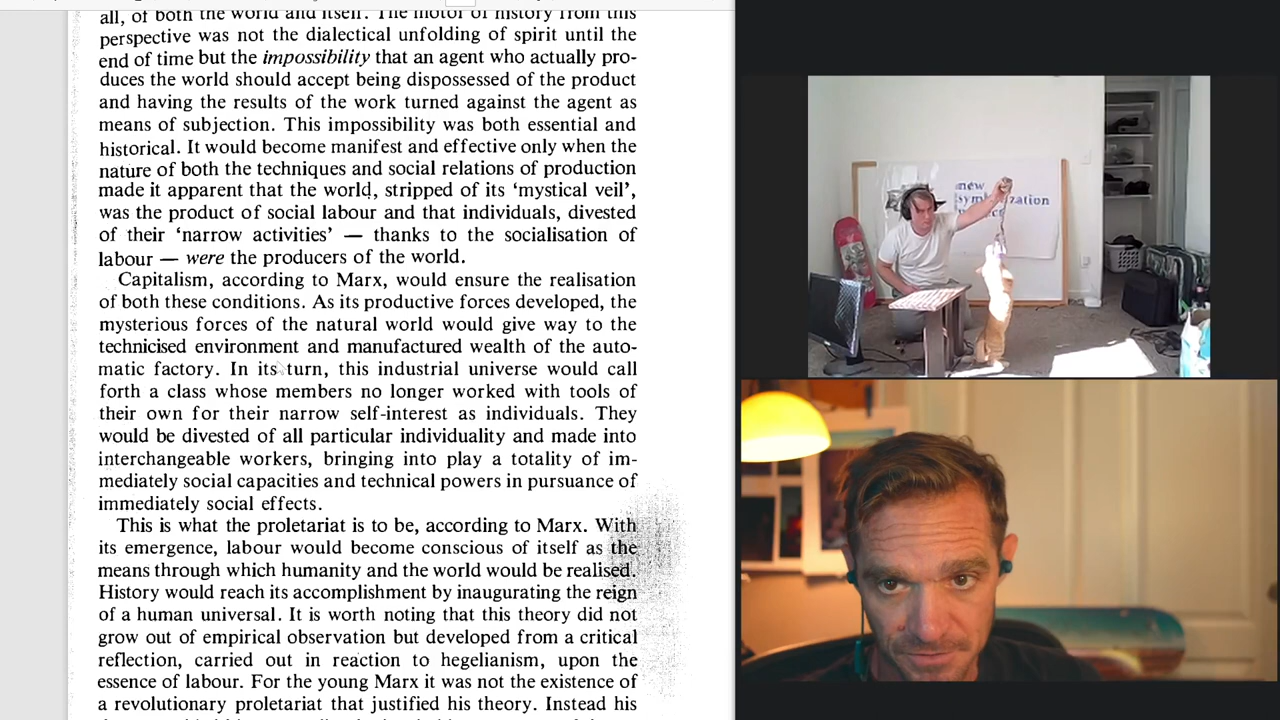 all, of both the world and itself. The motor of history from this
perspective was not the dialectical unfolding of spirit until the
end of time but the impossibility that an agent who actually pro-
duces the world should accept being dispossessed of the product
and having the results of the work turned against the agent as
means of subjection. This impossibility was both essential and
historical. It would become manifest and effective only when the
nature of both the techniques and social relations of production
made it apparent that the world, stripped of its ‘mystical veil’,
was the product of social labour and that individuals, divested
of their ‘narrow activities’ — thanks to the socialisation of
labour — were the producers of the world.
Capitalism, acording to Marx, would ensure the realisation
of both these conditions. As its productive forces developed, the
mysterious forces of the natural world would give way to the
technicised environment and manufactured wealth of the auto-
matic factory. In its turn, this industrial universe would call
forth a class whose members no longer worked with tools of
their own for their narrow self-interest as individuals. They
would be divested of all particular individuality and made into
interchangeable workers, bringing into play a totality of im-
mediately social capacities and technical powers in pursuance of
immediately social effects.
This is what the proletariat is to be, according to Marx. With
its emergence, labour would become conscious of itself as the
means through which humanity and the world would be realised.
History would reach its accomplishment by inaugurating the reign
of a human universal. It is worth noting that this theory did not
grow out of empirical observation but developed from a critical
reflection, carried out in reaction to hegelianism, upon the
essence of labour. For the young Marx it was not the existence of
a revolutionary proletariat that justified his theory. Instead his
new